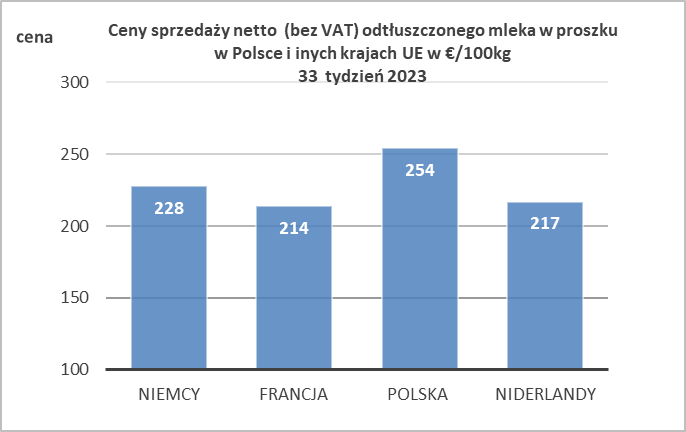 cena
Ceny sprzedaży netto  (bez VAT) odtłuszczonego mleka w proszku
w Polsce i inych krajach UE w €/100kg
33  tydzień 2023
300
250
200
150
100
228
214
254
217
NIEMCY
FRANCJA
POLSKA
NIDERLANDY